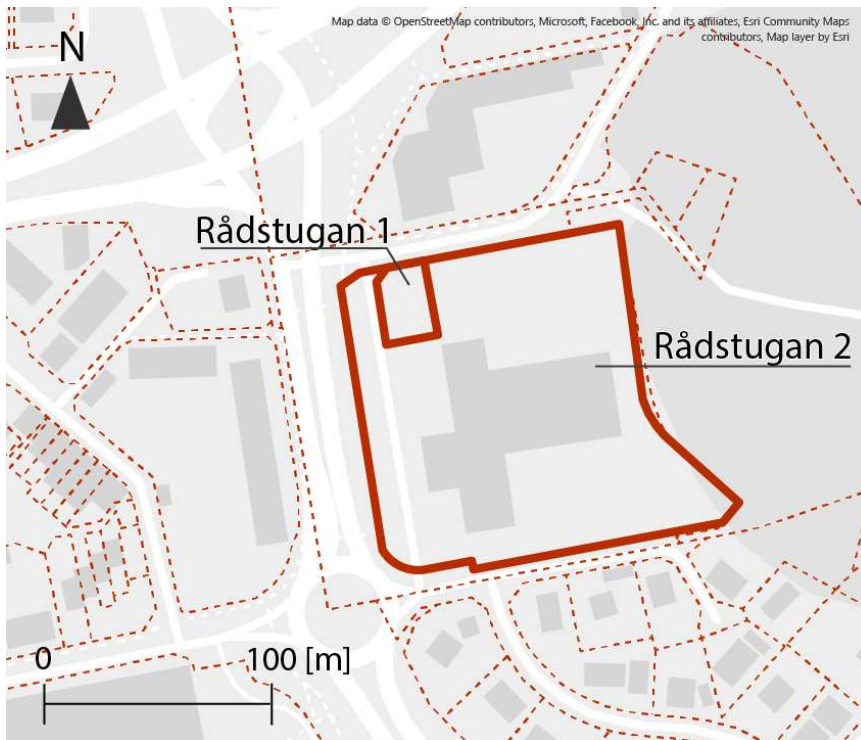 Map data © OpenStreetMap contributors, Microsoft, Facebook, Inc. and its affiliates, Esri Community Maps
contributors, Map layer by Esri
N
Rådstugan 1
Rådstugan 2
0 100 [m]